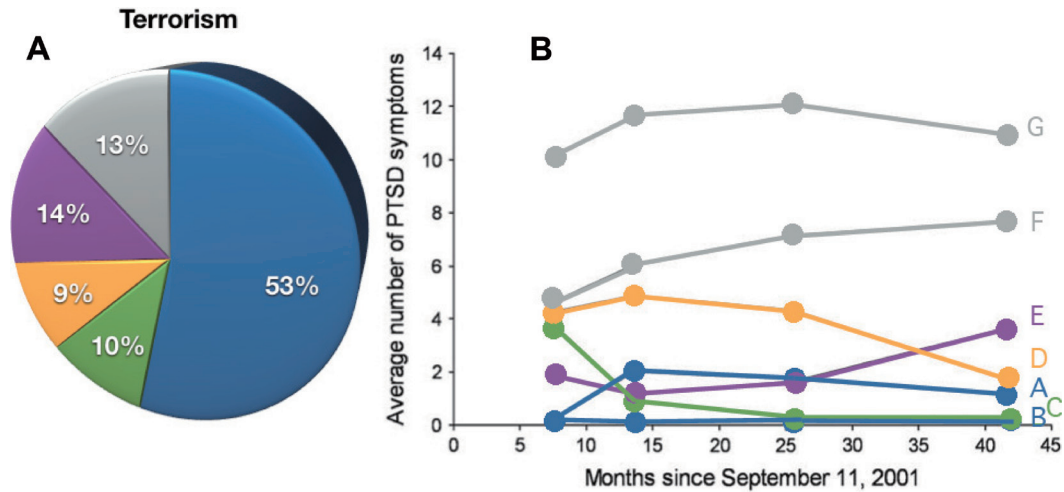 Terrorism
A
13%
14%
9%
10%
53%
B
Average number of PTSD symptoms
14
12
10
8
6
4
2
0
0 5 10 15 20 25 30 35 40 45
Months since September 11, 2001
G
F
E
D
A
C
B